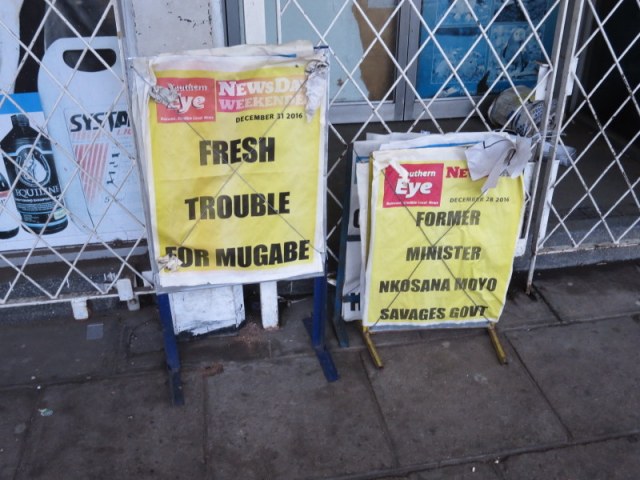 Southern
Eye
NEWSDAY
WEEKENDER
DECEMBER 31 2016
FRESH
TROUBLE
FOR MUGABE
Southern
Eye
DECEMBER 28 2016
FORMER
MINISTER
NKOSANA MOYO
SAVAGES GOVT
SYSTA